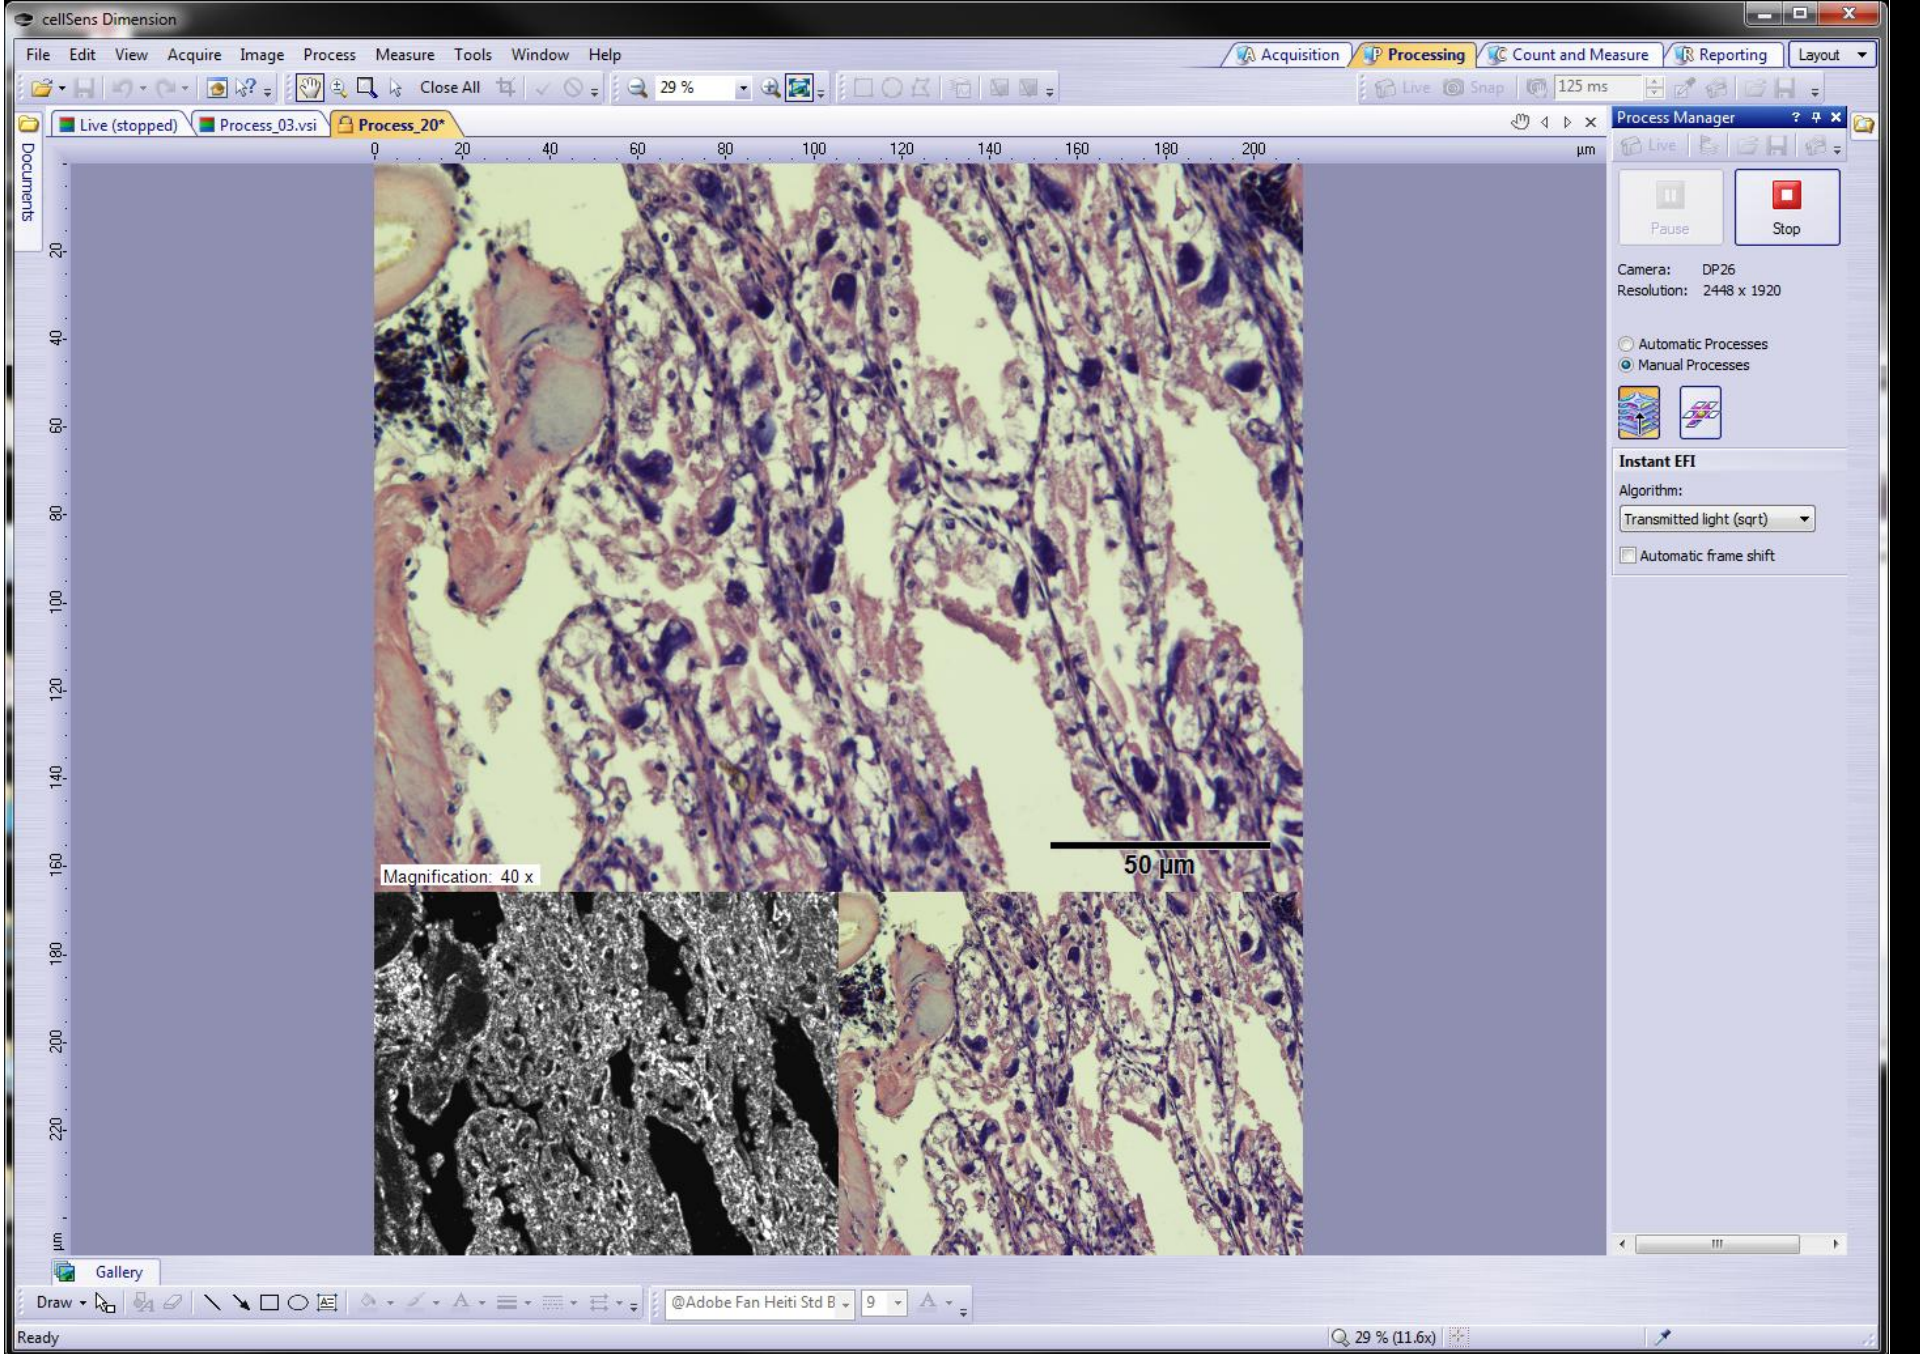 cellSens Dimension
File Edit View Acquire Image Process Measure Tools Window Help
Acquisition Processing Count and Measure Reporting Layout
Close All 29 % Live Snap 125 ms
Live (stopped) Process_03.vsi Process_20*
Process Manager
Documents
0 20 40 60 80 100 120 140 160 180 200 µm
Live
Pause Stop
Camera: DP26
Resolution: 2448 x 1920
Automatic Processes
Manual Processes
Instant EFI
Algorithm:
Transmitted light (sqrt)
Automatic frame shift
20
40
60
80
100
120
140
160
180
200
220
µm
50 µm
Magnification: 40 x
Gallery
Draw @Adobe Fan Heiti Std B 9
Ready 29 % (11.6x)